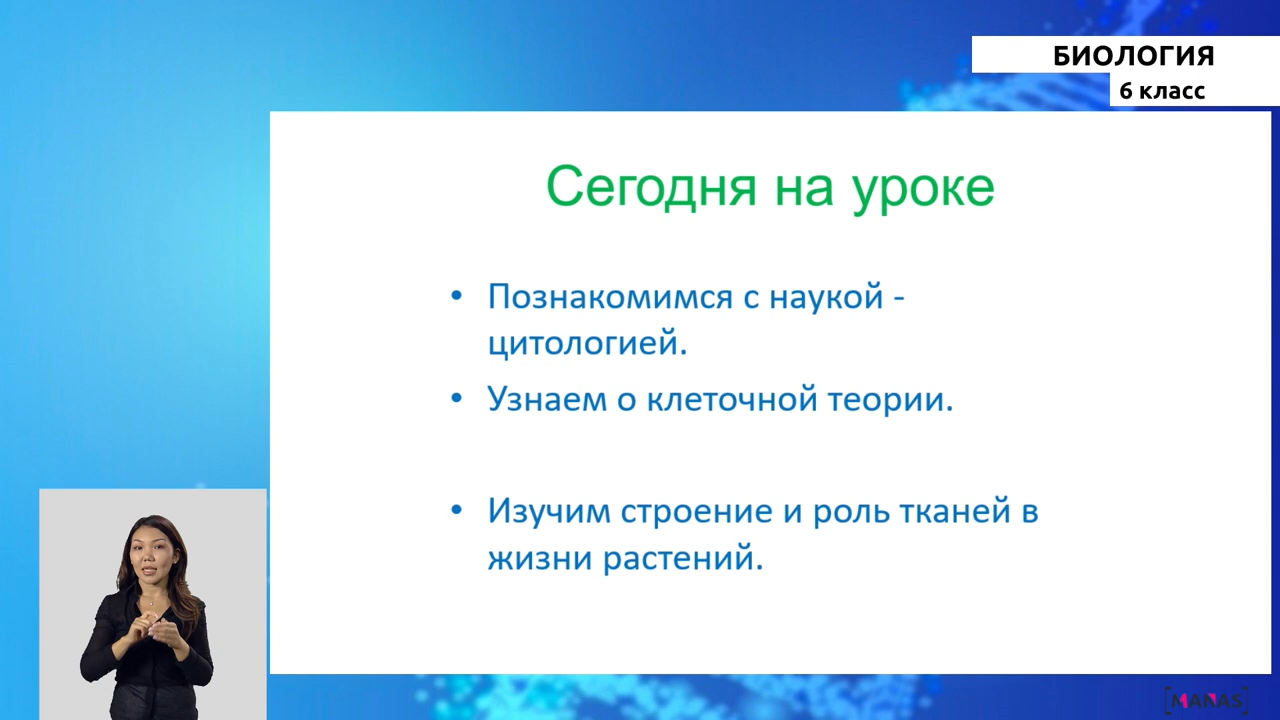 БИОЛОГИЯ
6 класс
Сегодня на уроке
• Познакомимся с наукой -
цитологией.
• Узнаем о клеточной теории.
• Изучим строение и роль тканей в
жизни растений.
[MANAS]